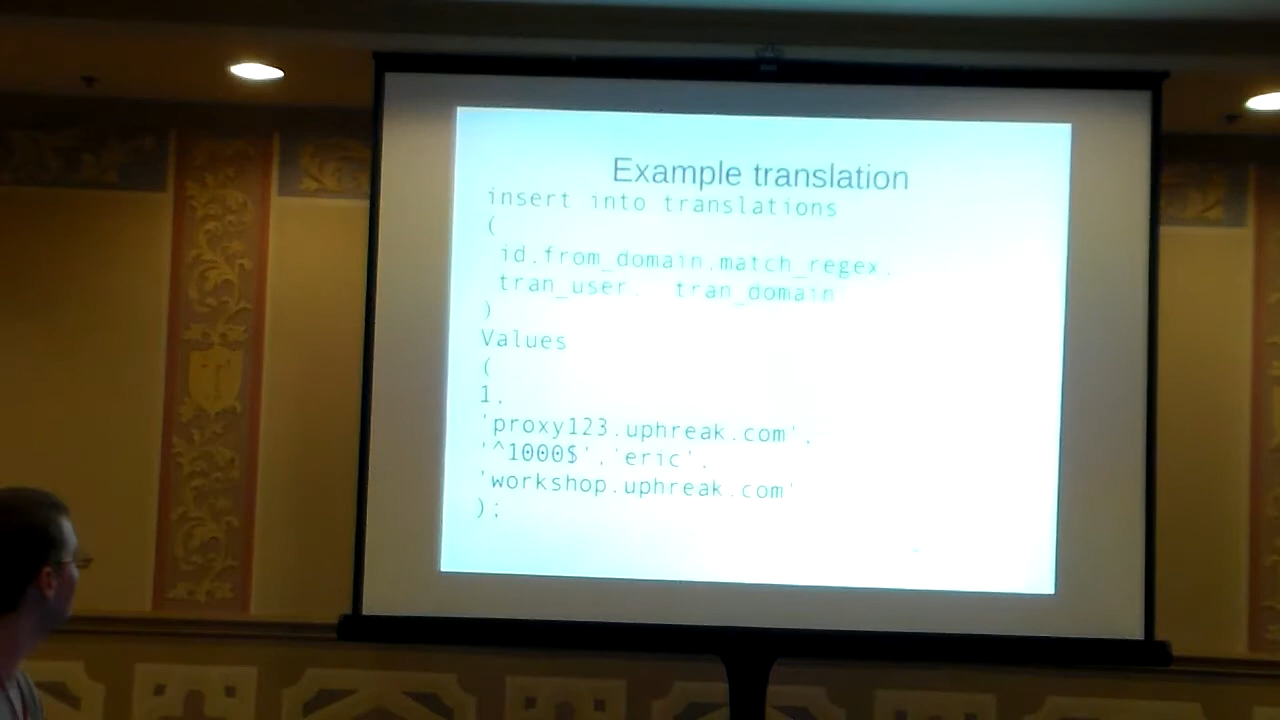 Example translation
insert into translations
(
id,from_domain,match_regex,
tran_user,  tran_domain
)
Values
(
1,
'proxy123.uphreak.com',
'^1000$','eric',
'workshop.uphreak.com'
);